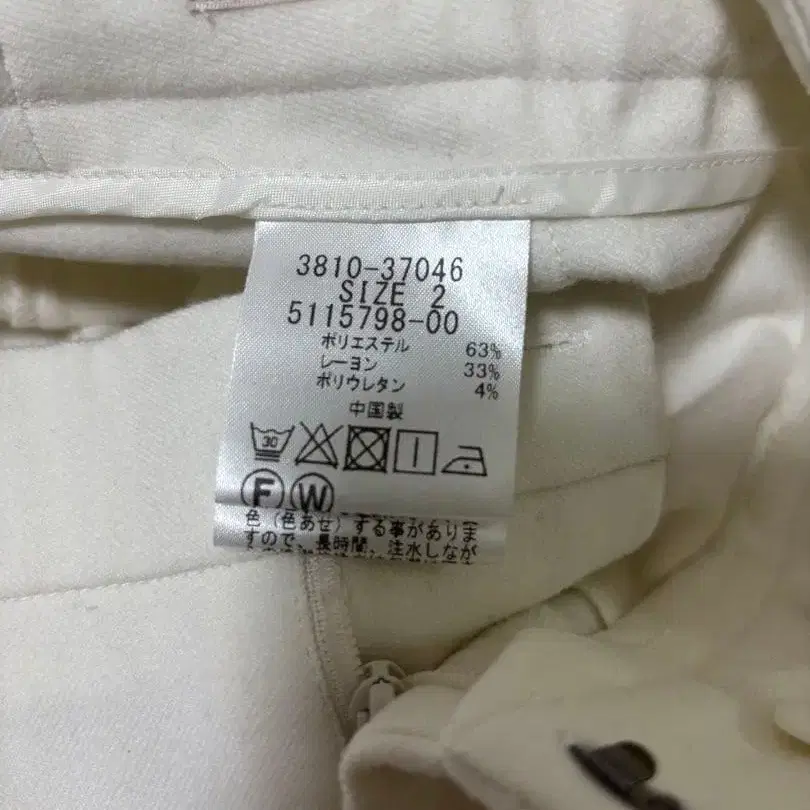 3810-37046
SIZE 2
5115798-00
ポリエステル 63%
レーヨン 33%
ポリウレタン 4%
中国製
30
F W
色(色あせ)する事がありま
すので、長時間、注水しなが